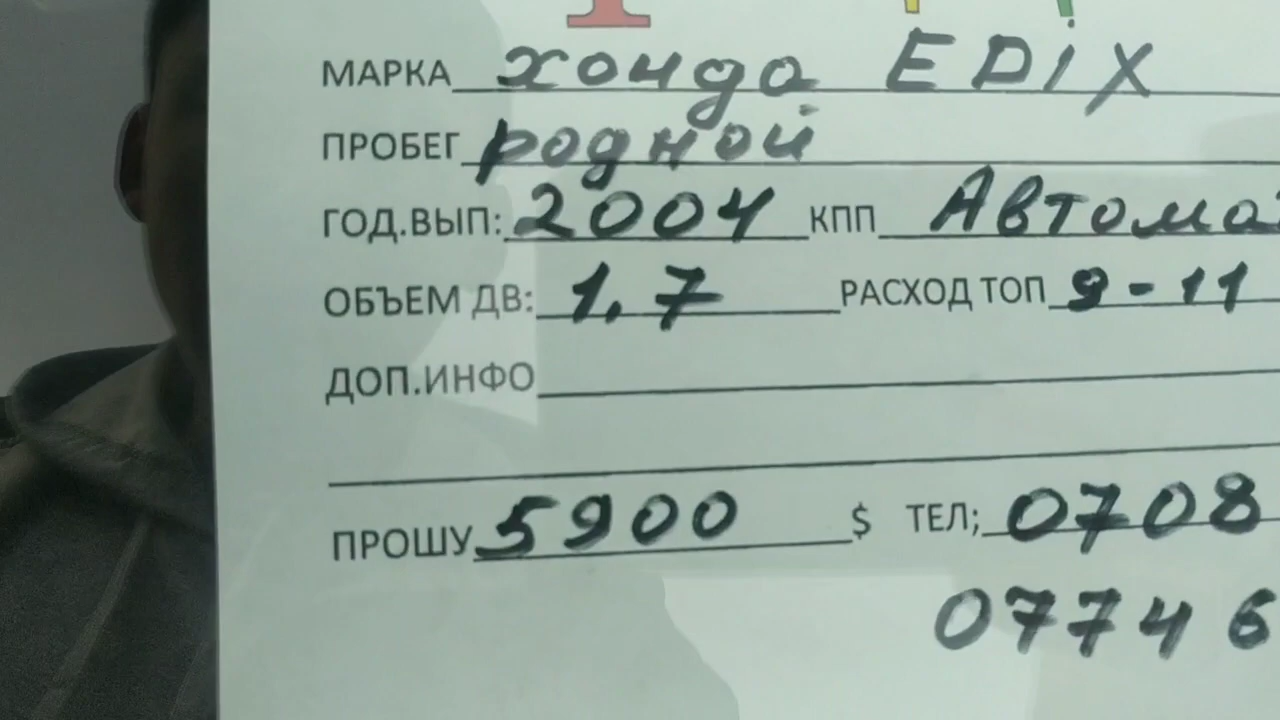 МАРКА хонда EDiX
ПРОБЕГ родной
ГОД.ВЫП: 2004 КПП Автома
ОБЪЕМ ДВ: 1.7 РАСХОД ТОП 9-11
ДОП.ИНФО
ПРОШУ 5900 $ ТЕЛ; 0708
07746